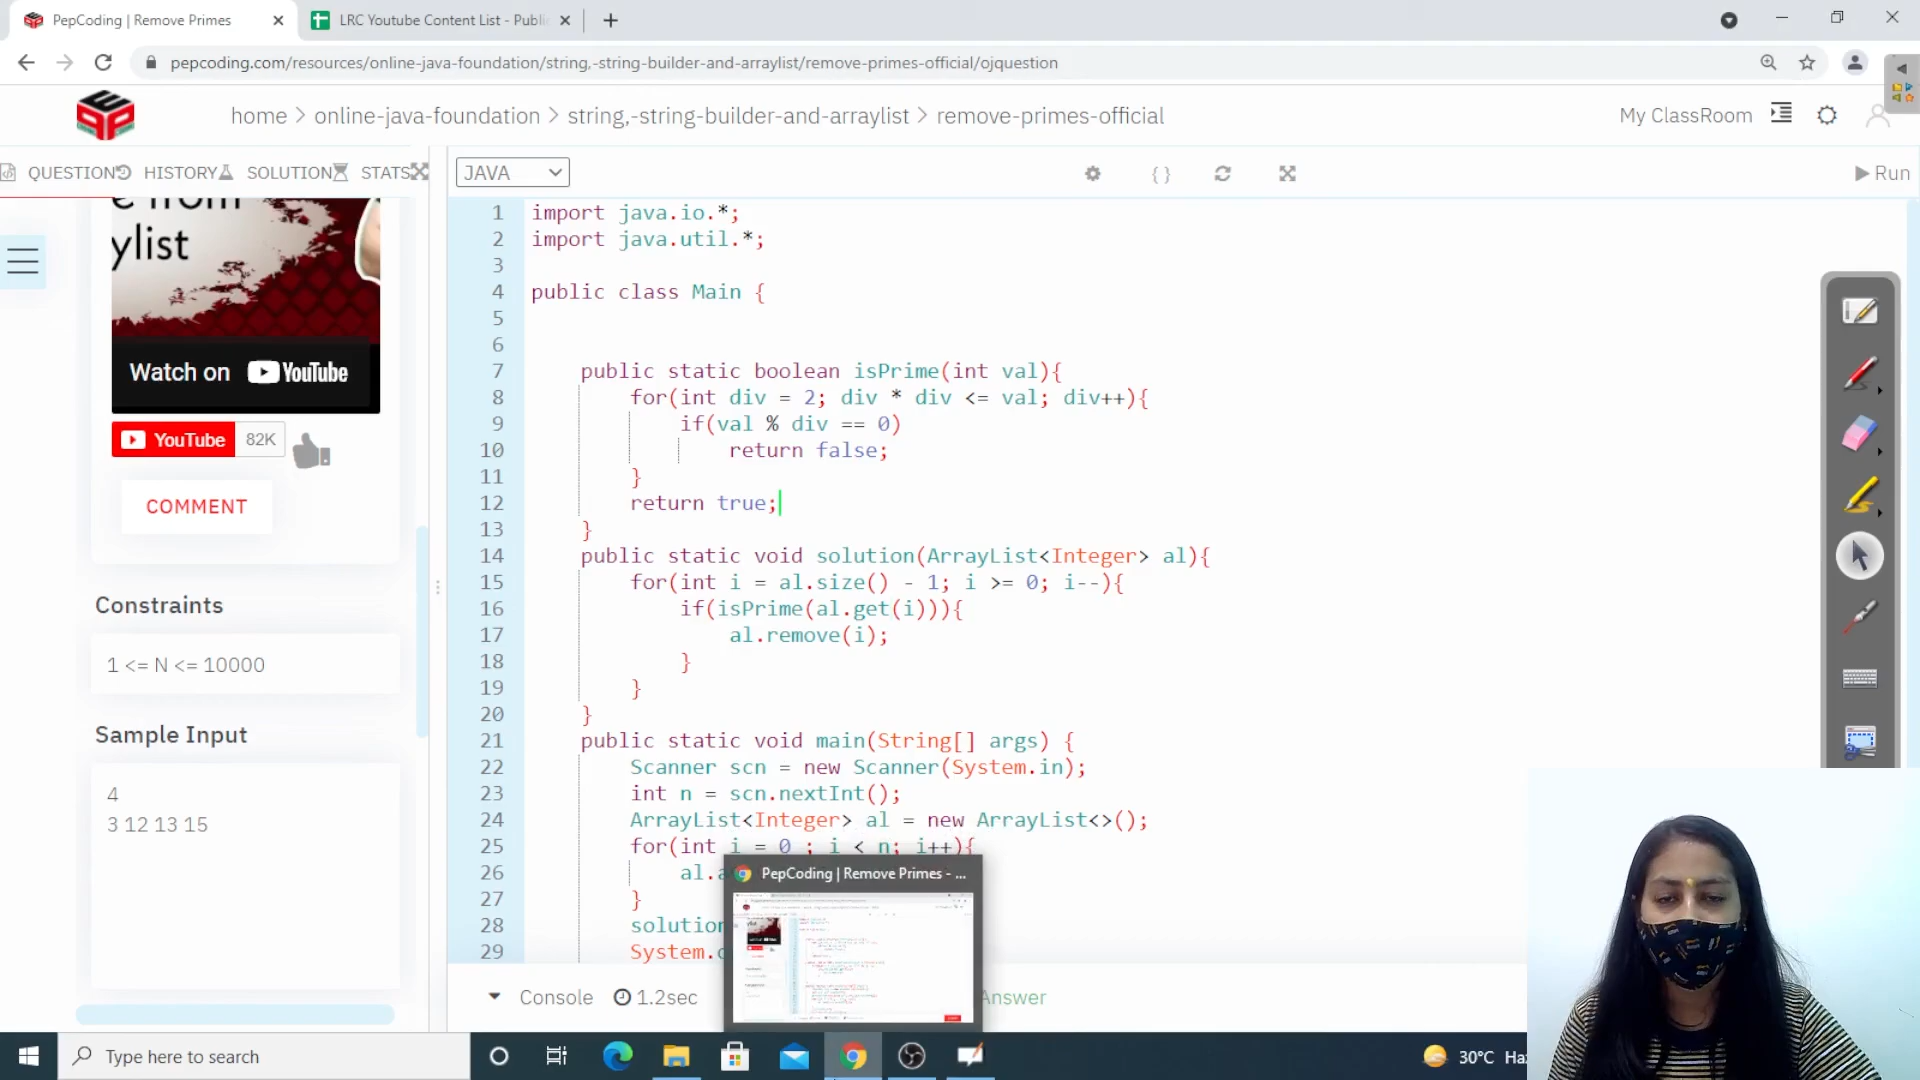 PepCoding | Remove Primes
LRC Youtube Content List - Publi
pepcoding.com/resources/online-java-foundation/string,-string-builder-and-arraylist/remove-primes-official/ojquestion
home > online-java-foundation > string,-string-builder-and-arraylist > remove-primes-official
My ClassRoom
QUESTION HISTORY SOLUTION STATS
JAVA
Run
e from
ylist
Watch on YouTube
YouTube 82K
COMMENT
Constraints
1 <= N <= 10000
Sample Input
4
3 12 13 15
1 import java.io.*;
2 import java.util.*;
3
4 public class Main {
5
6
7 public static boolean isPrime(int val){
8 for(int div = 2; div * div <= val; div++){
9 if(val % div == 0)
10 return false;
11 }
12 return true;
13 }
14 public static void solution(ArrayList<Integer> al){
15 for(int i = al.size() - 1; i >= 0; i--){
16 if(isPrime(al.get(i))){
17 al.remove(i);
18 }
19 }
20 }
21 public static void main(String[] args) {
22 Scanner scn = new Scanner(System.in);
23 int n = scn.nextInt();
24 ArrayList<Integer> al = new ArrayList<>();
25 for(int i = 0 ; i < n; i++){
26 al.
27 }
28 solution
29 System.
PepCoding | Remove Primes - ...
Console 1.2sec
Answer
Type here to search
30°C